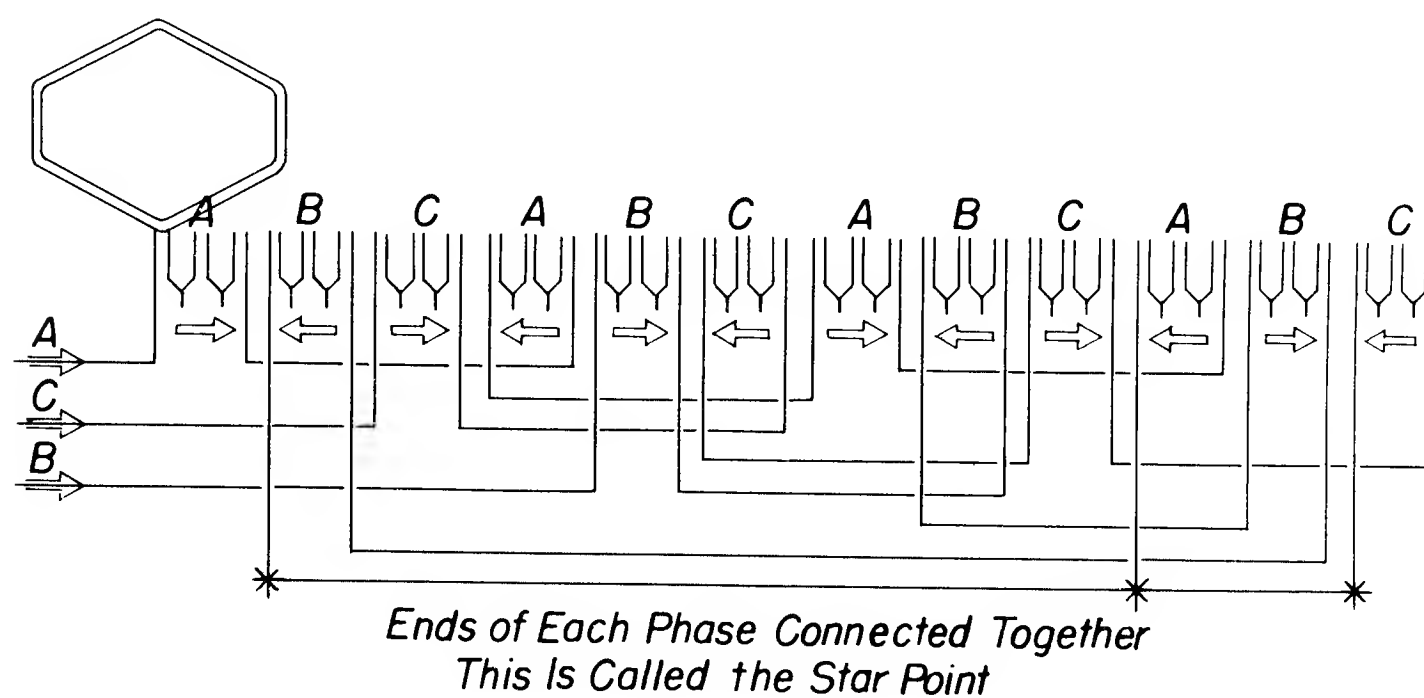 A B C A B C A B C A B C
A
C
B
Ends of Each Phase Connected Together
This Is Called the Star Point